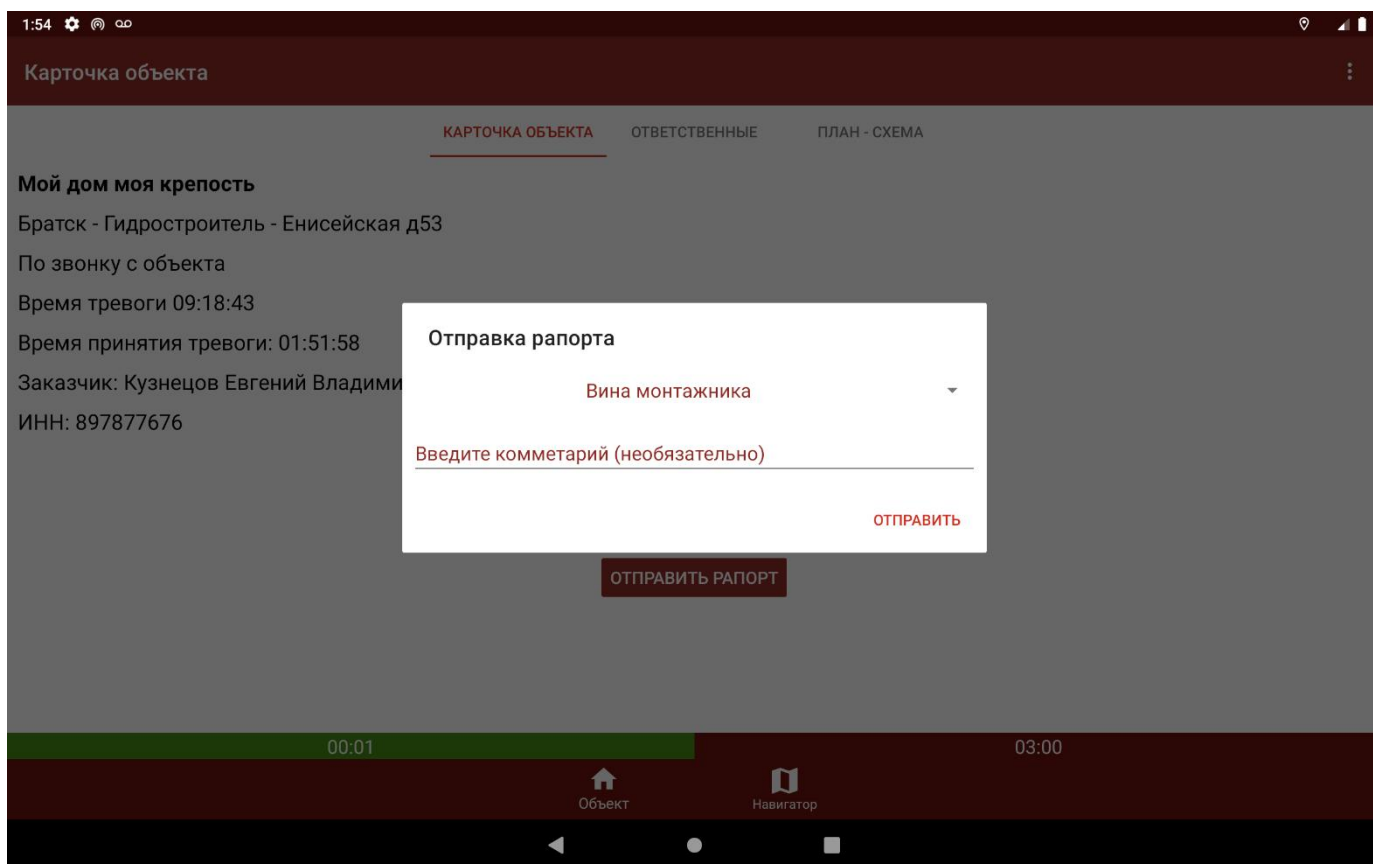 1:54
Карточка объекта
КАРТОЧКА ОБЪЕКТА ОТВЕТСТВЕННЫЕ ПЛАН - СХЕМА
Мой дом моя крепость
Братск - Гидростроитель - Енисейская д53
По звонку с объекта
Время тревоги 09:18:43
Время принятия тревоги: 01:51:58
Заказчик: Кузнецов Евгений Владими
ИНН: 897877676
Отправка рапорта
Вина монтажника
Введите комметарий (необязательно)
ОТПРАВИТЬ
ОТПРАВИТЬ РАПОРТ
00:01 03:00
Объект Навигатор